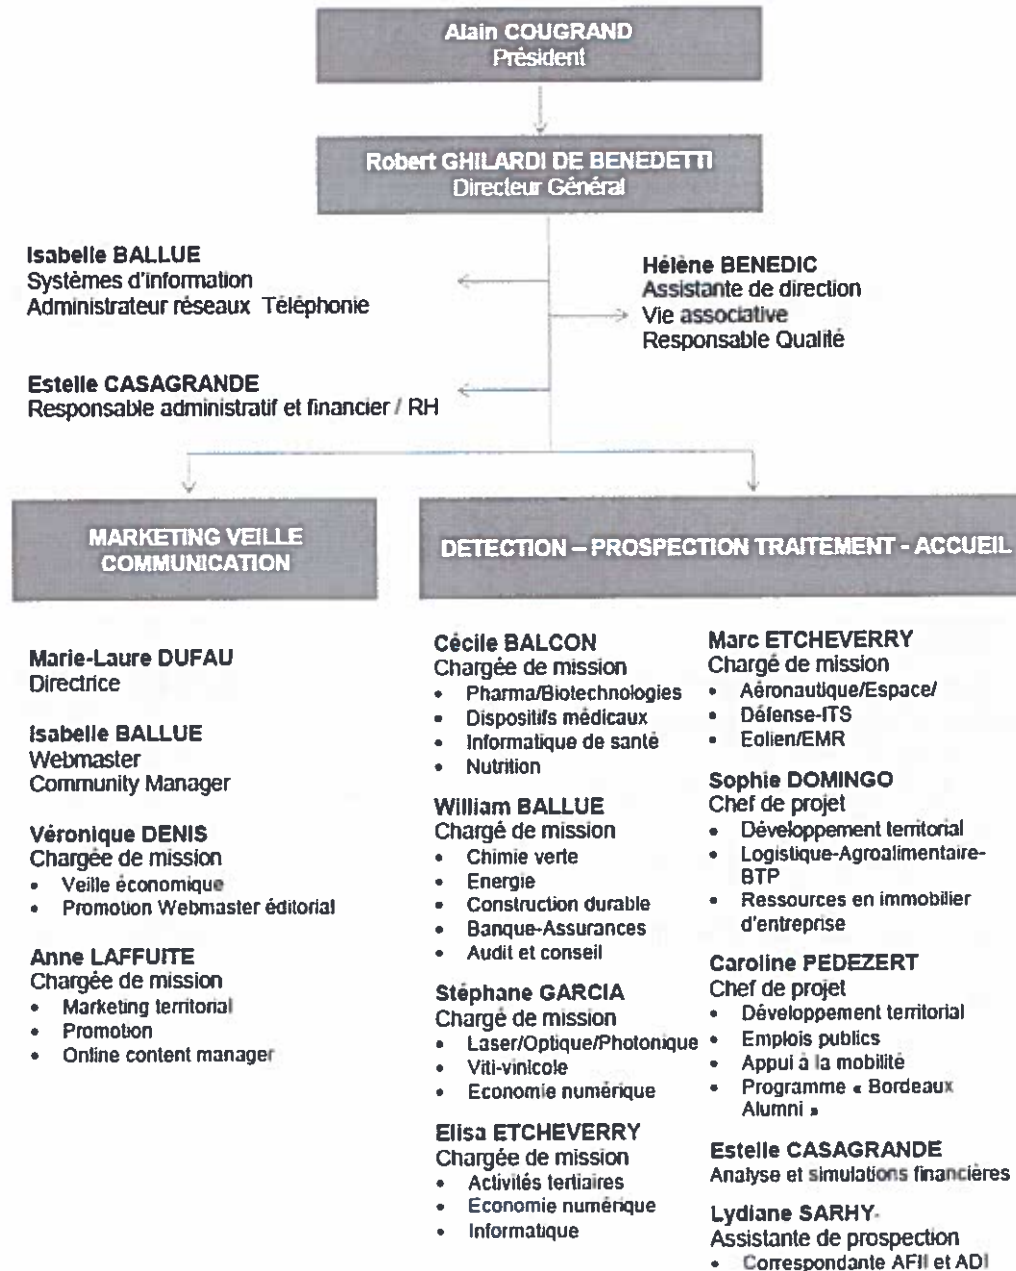 Alain COUGRAND
Président
Robert GHILARDI DE BENEDETTI
Directeur Général
Isabelle BALLUE
Systèmes d'information
Administrateur réseaux Téléphonie
Hélène BENEDIC
Assistante de direction
Vie associative
Responsable Qualité
Estelle CASAGRANDE
Responsable administratif et financier / RH
MARKETING VEILLE
COMMUNICATION
DETECTION – PROSPECTION TRAITEMENT - ACCUEIL
Marie-Laure DUFAU
Directrice
Isabelle BALLUE
Webmaster
Community Manager
Véronique DENIS
Chargée de mission
• Veille économique
• Promotion Webmaster éditorial
Anne LAFFUITE
Chargée de mission
• Marketing territorial
• Promotion
• Online content manager
Cécile BALCON
Chargée de mission
• Pharma/Biotechnologies
• Dispositifs médicaux
• Informatique de santé
• Nutrition
William BALLUE
Chargé de mission
• Chimie verte
• Energie
• Construction durable
• Banque-Assurances
• Audit et conseil
Stéphane GARCIA
Chargé de mission
• Laser/Optique/Photonique
• Viti-vinicole
• Economie numérique
Elisa ETCHEVERRY
Chargée de mission
• Activités tertiaires
• Economie numérique
• Informatique
Marc ETCHEVERRY
Chargé de mission
• Aéronautique/Espace/
• Défense-ITS
• Eolien/EMR
Sophie DOMINGO
Chef de projet
• Développement territorial
• Logistique-Agroalimentaire-
BTP
• Ressources en immobilier
d'entreprise
Caroline PEDEZERT
Chef de projet
• Développement territorial
• Emplois publics
• Appui à la mobilité
• Programme « Bordeaux
Alumni »
Estelle CASAGRANDE
Analyse et simulations financières
Lydiane SARHY
Assistante de prospection
• Correspondante AFII et ADI